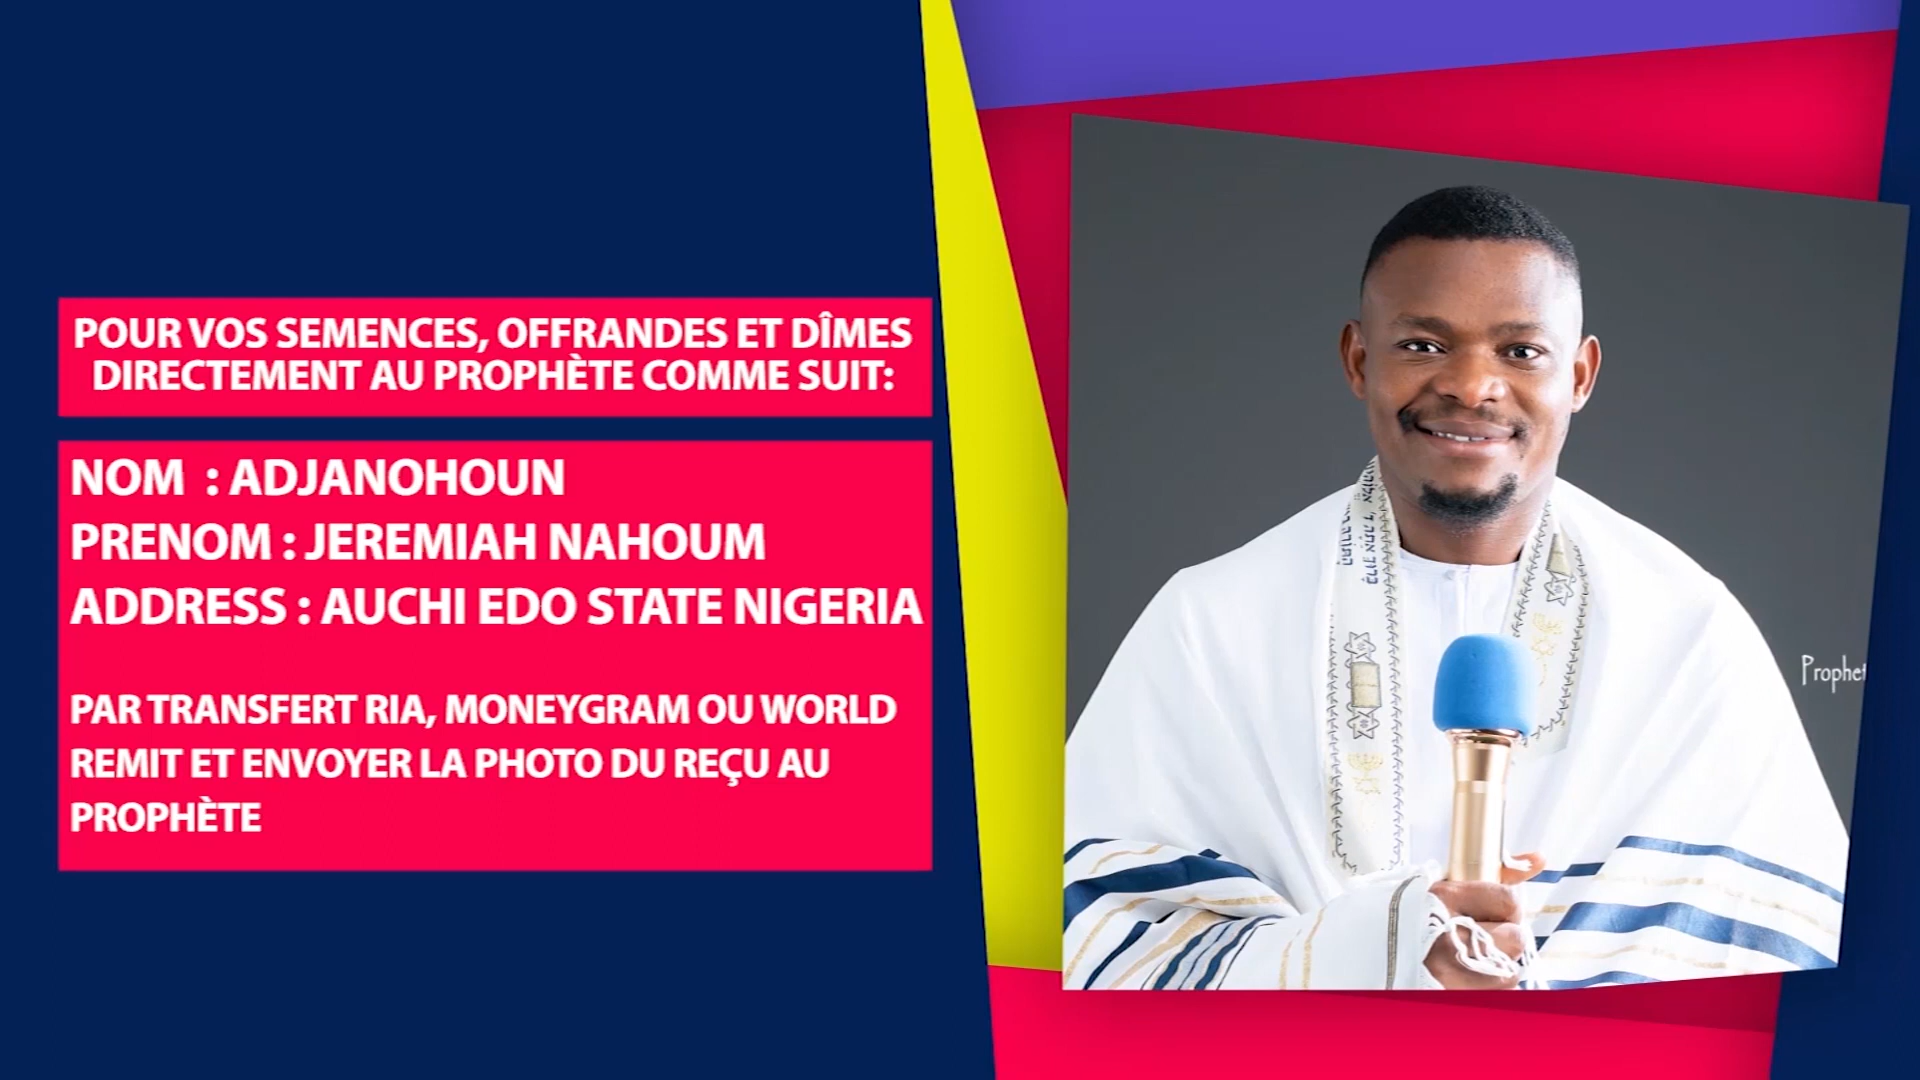 POUR VOS SEMENCES, OFFRANDES ET DÎMES
DIRECTEMENT AU PROPHÈTE COMME SUIT:
NOM : ADJANOHOUN
PRENOM : JEREMIAH NAHOUM
ADDRESS : AUCHI EDO STATE NIGERIA
PAR TRANSFERT RIA, MONEYGRAM OU WORLD
REMIT ET ENVOYER LA PHOTO DU REÇU AU
PROPHÈTE
Prophet